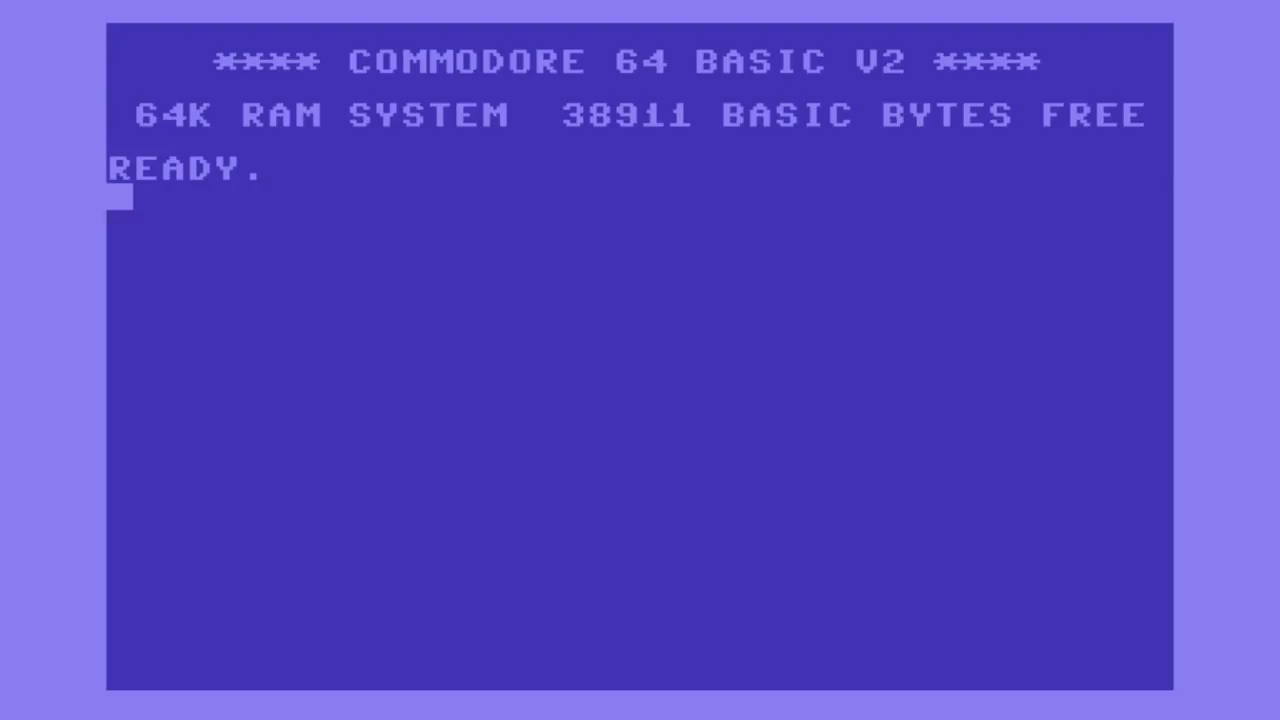 **** COMMODORE 64 BASIC V2 ****
64K RAM SYSTEM  38911 BASIC BYTES FREE
READY.